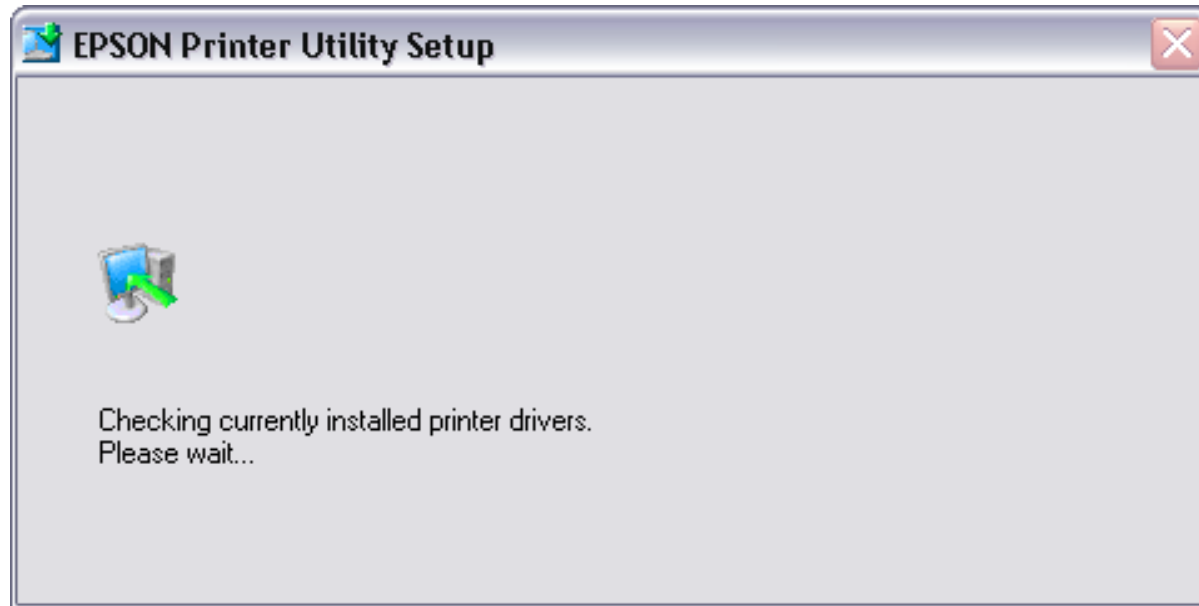 EPSON Printer Utility Setup
Checking currently installed printer drivers.
Please wait...